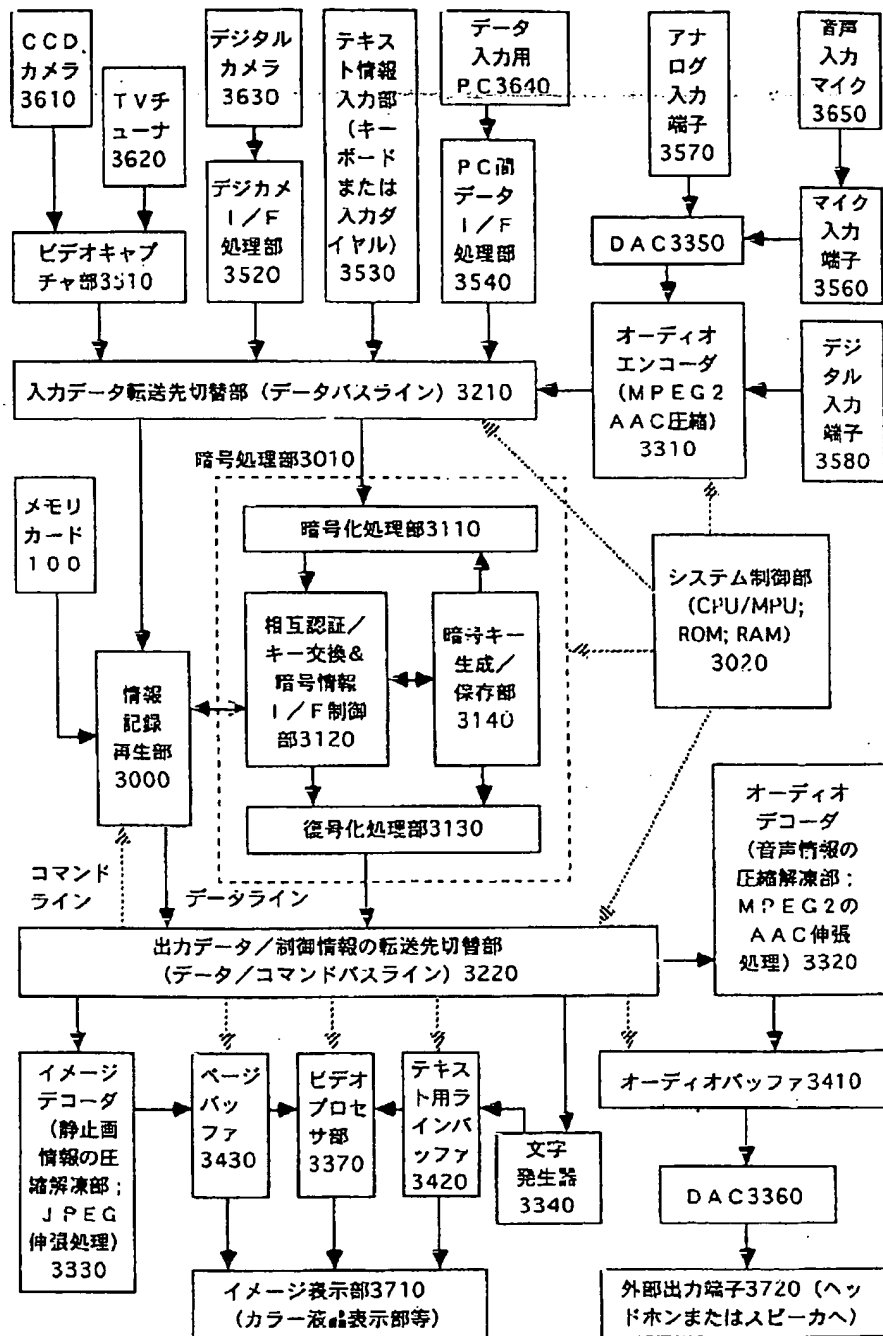 CCD
カメラ
3610
TVチ
ューナ
3620
デジタル
カメラ
3630
テキス
ト情報
入力部
(キー
ボード
または
入力ダ
イヤル)
3530
データ
入力用
PC3640
アナ
ログ
入力
端子
3570
音声
入力
マイク
3650
デジカメ
I/F
処理部
3520
PC間
データ
I/F
処理部
3540
DAC3350
マイク
入力
端子
3560
ビデオキャプ
チャ部3510
オーディオ
エンコーダ
(MPEG2
AAC圧縮)
3310
デジ
タル
入力
端子
3580
入力データ転送先切替部(データバスライン)3210
暗号処理部3010
メモリ
カード
100
暗号化処理部3110
システム制御部
(CPU/MPU;
ROM; RAM)
3020
相互認証/
キー交換&
暗号情報
I/F制御
部3120
暗号キー
生成/
保存部
3140
情報
記録
再生部
3000
復号化処理部3130
オーディオ
デコーダ
(音声情報の
圧縮解凍部;
MPEG2の
AAC伸張
処理)3320
コマンド
ライン
データライン
出力データ/制御情報の転送先切替部
(データ/コマンドバスライン)3220
イメージ
デコーダ
(静止画
情報の圧
縮解凍部;
JPEG
伸張処理)
3330
ページ
バッ
ファ
3430
ビデオ
プロセ
サ部
3370
テキス
ト用ラ
インバ
ッファ
3420
文字
発生器
3340
オーディオバッファ3410
DAC3360
イメージ表示部3710
(カラー液晶表示部等)
外部出力端子3720(ヘッ
ドホンまたはスピーカへ)